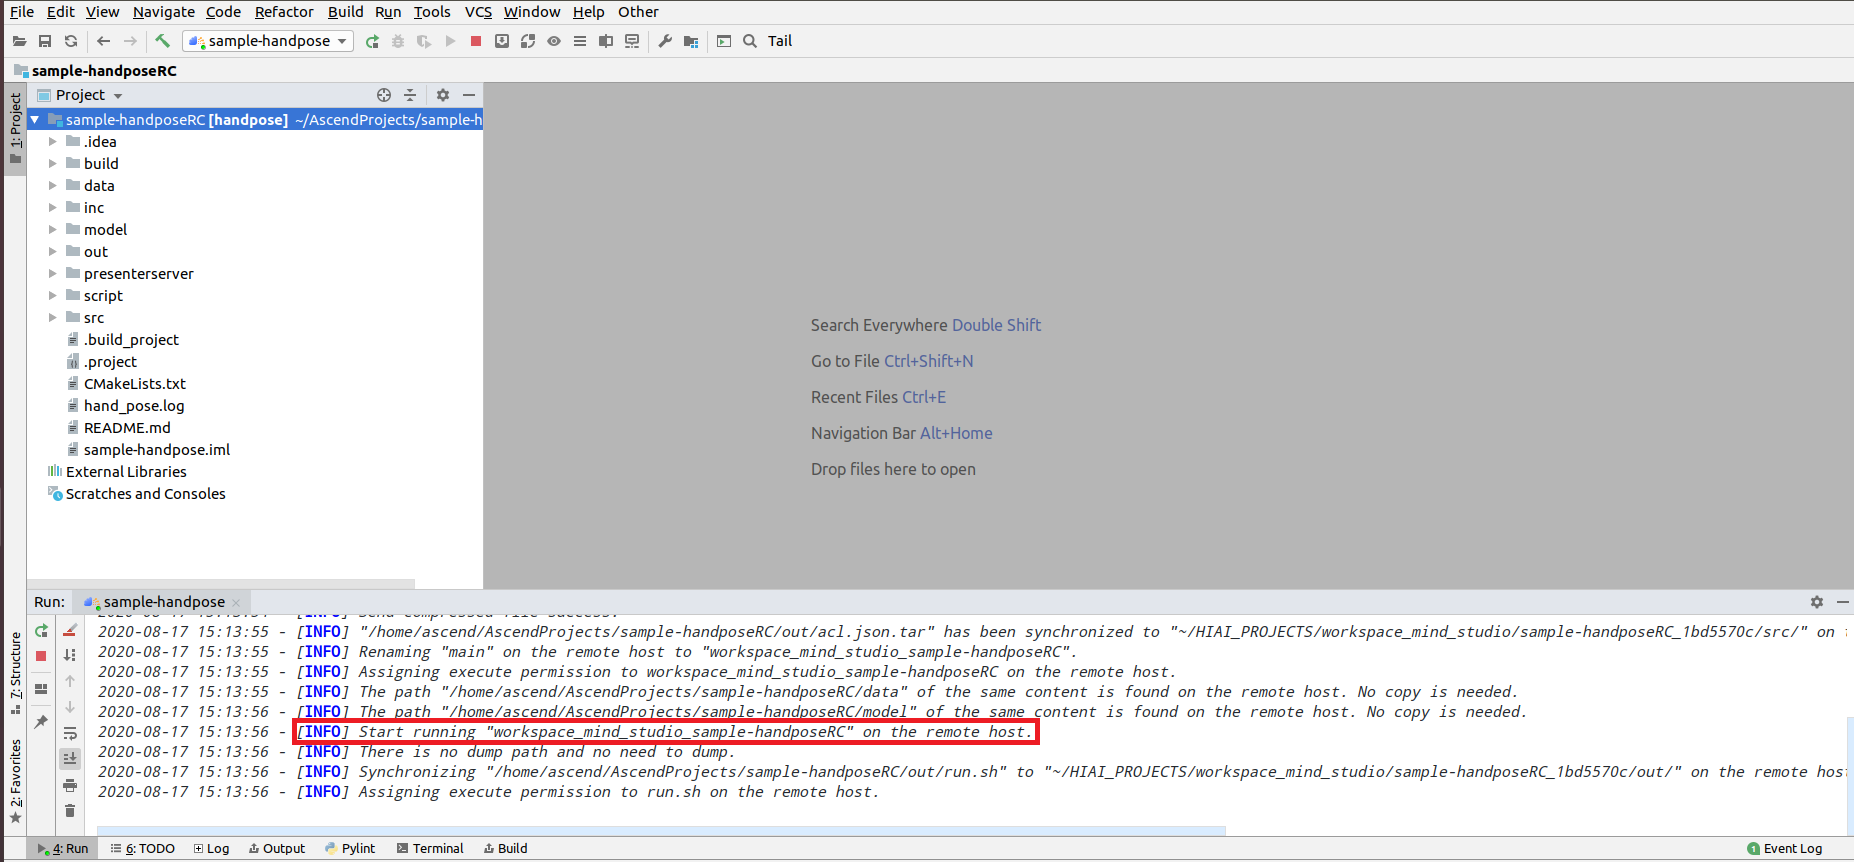 File Edit View Navigate Code Refactor Build Run Tools VCS Window Help Other
sample-handpose Tail
sample-handposeRC
1: Project
Project
sample-handposeRC [handpose] ~/AscendProjects/sample-h
.idea
build
data
inc
model
out
presenterserver
script
src
.build_project
.project
CMakeLists.txt
hand_pose.log
README.md
sample-handpose.iml
External Libraries
Scratches and Consoles
Search Everywhere Double Shift
Go to File Ctrl+Shift+N
Recent Files Ctrl+E
Navigation Bar Alt+Home
Drop files here to open
Run: sample-handpose
7: Structure
2: Favorites
2020-08-17 15:13:54 - [INFO] Send compressed file success.
2020-08-17 15:13:55 - [INFO] "/home/ascend/AscendProjects/sample-handposeRC/out/acl.json.tar" has been synchronized to "~/HIAI_PROJECTS/workspace_mind_studio/sample-handposeRC_1bd5570c/src/" on t
2020-08-17 15:13:55 - [INFO] Renaming "main" on the remote host to "workspace_mind_studio_sample-handposeRC".
2020-08-17 15:13:55 - [INFO] Assigning execute permission to workspace_mind_studio_sample-handposeRC on the remote host.
2020-08-17 15:13:55 - [INFO] The path "/home/ascend/AscendProjects/sample-handposeRC/data" of the same content is found on the remote host. No copy is needed.
2020-08-17 15:13:56 - [INFO] The path "/home/ascend/AscendProjects/sample-handposeRC/model" of the same content is found on the remote host. No copy is needed.
2020-08-17 15:13:56 - [INFO] Start running "workspace_mind_studio_sample-handposeRC" on the remote host.
2020-08-17 15:13:56 - [INFO] There is no dump path and no need to dump.
2020-08-17 15:13:56 - [INFO] Synchronizing "/home/ascend/AscendProjects/sample-handposeRC/out/run.sh" to "~/HIAI_PROJECTS/workspace_mind_studio/sample-handposeRC_1bd5570c/out/" on the remote host
2020-08-17 15:13:56 - [INFO] Assigning execute permission to run.sh on the remote host.
4: Run 6: TODO Log Output Pylint Terminal Build 1 Event Log